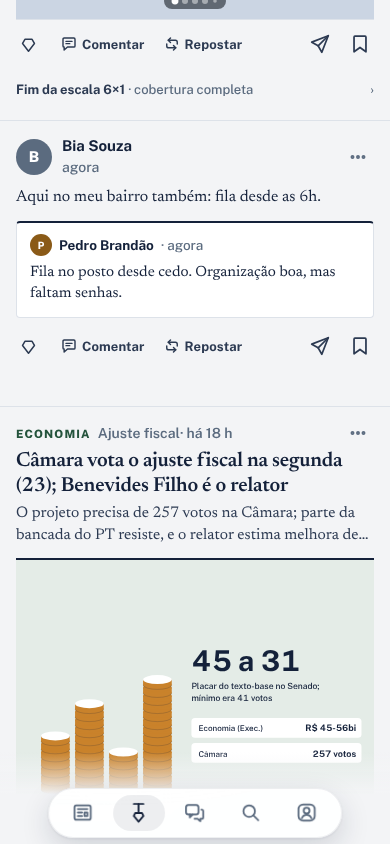 Comentar Repostar
Fim da escala 6×1 · cobertura completa ›
B
Bia Souza
agora
Aqui no meu bairro também: fila desde as 6h.
P Pedro Brandão · agora
Fila no posto desde cedo. Organização boa, mas
faltam senhas.
Comentar Repostar
ECONOMIA Ajuste fiscal· há 18 h
Câmara vota o ajuste fiscal na segunda
(23); Benevides Filho é o relator
O projeto precisa de 257 votos na Câmara; parte da
bancada do PT resiste, e o relator estima melhora de...
45 a 31
Placar do texto-base no Senado;
mínimo era 41 votos
Economia (Exec.) R$ 45-56bi
Câmara 257 votos